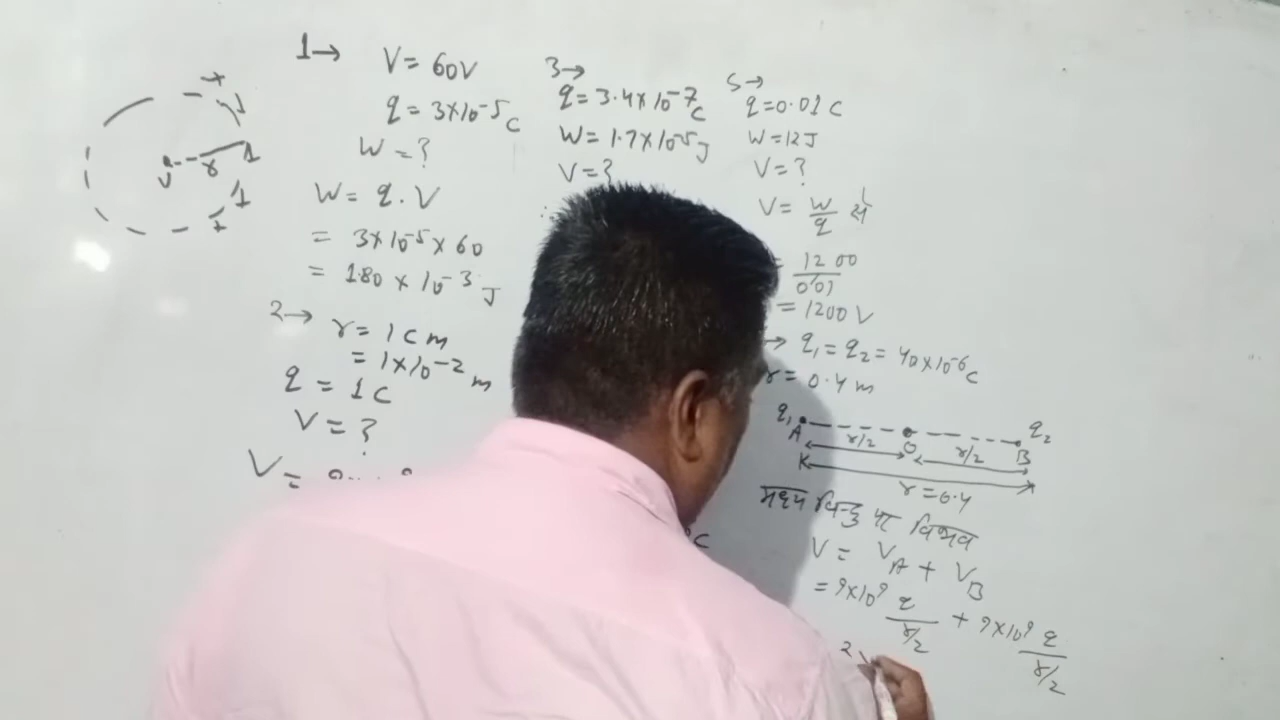 1→ V = 60V
q = 3×10⁻⁵ C
W = ?
W = q . V
= 3×10⁻⁵ × 60
= 1.80 × 10⁻³ J
2→ r = 1 cm
= 1×10⁻² m
q = 1C
V = ?
V =
3→
q = 3.4×10⁻⁷ C
W = 1.7×10⁻⁵ J
V = ?
5→
q = 0.01 C
W = 12 J
V = ?
V = W/q से
= 1200/0.01
= 1200 V
→ q₁ = q₂ = 40×10⁻⁶ C
r = 0.4 m
q₁ q₂
A O B
r/2 r/2
r = 0.4
मध्य बिन्दु पर विभव
V = V_A + V_B
= 9×10⁹ q/(r/2) + 9×10⁹ q/(r/2)
r